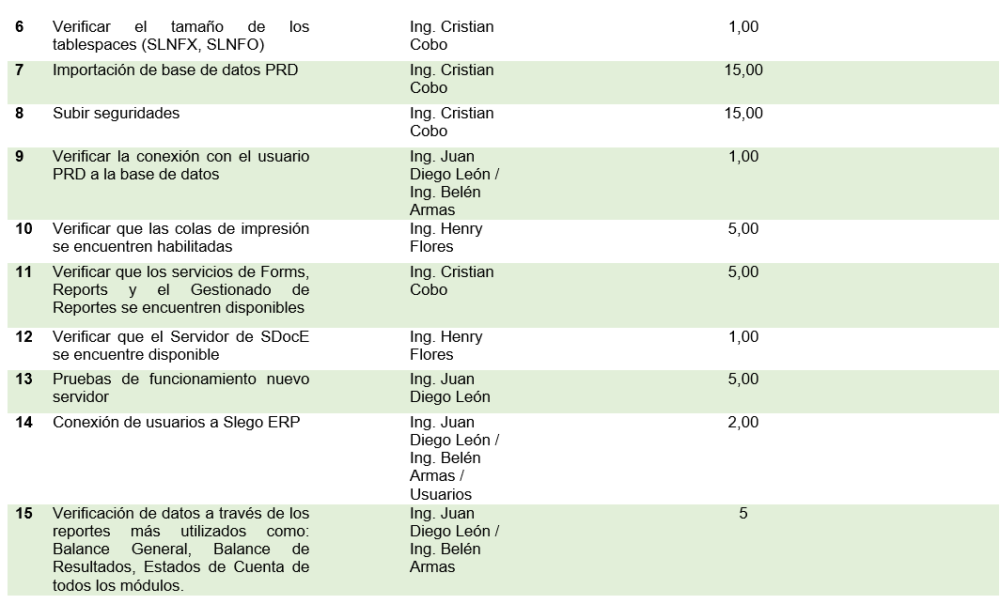 6 Verificar el tamaño de los Ing. Cristian 1,00
tablespaces (SLNFX, SLNFO) Cobo
7 Importación de base de datos PRD Ing. Cristian 15,00
Cobo
8 Subir seguridades Ing. Cristian 15,00
Cobo
9 Verificar la conexión con el usuario Ing. Juan 1,00
PRD a la base de datos Diego León /
Ing. Belén
Armas
10 Verificar que las colas de impresión Ing. Henry 5,00
se encuentren habilitadas Flores
11 Verificar que los servicios de Forms, Ing. Cristian 5,00
Reports y el Gestionado de Cobo
Reportes se encuentren disponibles
12 Verificar que el Servidor de SDocE Ing. Henry 1,00
se encuentre disponible Flores
13 Pruebas de funcionamiento nuevo Ing. Juan 5,00
servidor Diego León
14 Conexión de usuarios a Slego ERP Ing. Juan 2,00
Diego León /
Ing. Belén
Armas /
Usuarios
15 Verificación de datos a través de los Ing. Juan 5
reportes más utilizados como: Diego León /
Balance General, Balance de Ing. Belén
Resultados, Estados de Cuenta de Armas
todos los módulos.